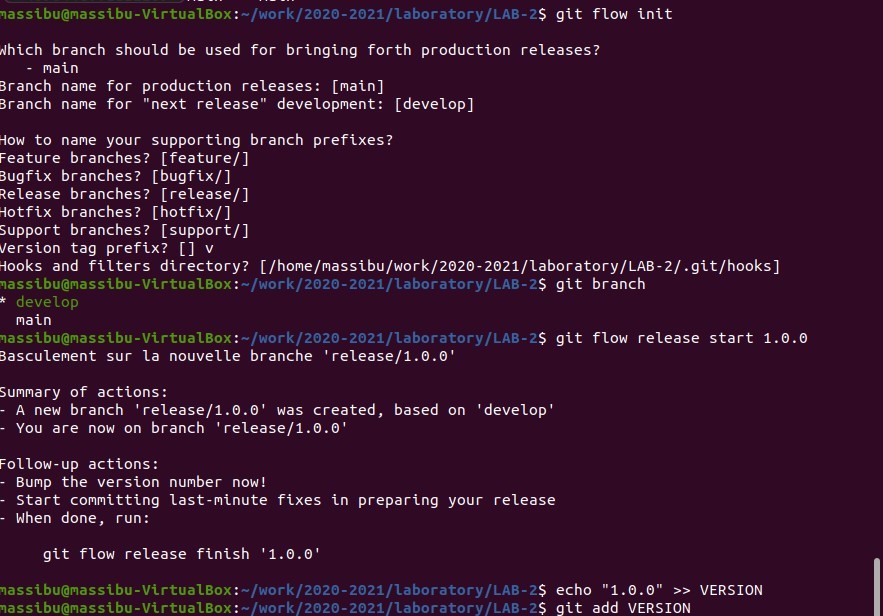 massibu@massibu-VirtualBox:~/work/2020-2021/laboratory/LAB-2$ git flow init
Which branch should be used for bringing forth production releases?
- main
Branch name for production releases: [main]
Branch name for "next release" development: [develop]
How to name your supporting branch prefixes?
Feature branches? [feature/]
Bugfix branches? [bugfix/]
Release branches? [release/]
Hotfix branches? [hotfix/]
Support branches? [support/]
Version tag prefix? [] v
Hooks and filters directory? [/home/massibu/work/2020-2021/laboratory/LAB-2/.git/hooks]
massibu@massibu-VirtualBox:~/work/2020-2021/laboratory/LAB-2$ git branch
* develop
main
massibu@massibu-VirtualBox:~/work/2020-2021/laboratory/LAB-2$ git flow release start 1.0.0
Basculement sur la nouvelle branche 'release/1.0.0'
Summary of actions:
- A new branch 'release/1.0.0' was created, based on 'develop'
- You are now on branch 'release/1.0.0'
Follow-up actions:
- Bump the version number now!
- Start committing last-minute fixes in preparing your release
- When done, run:
git flow release finish '1.0.0'
massibu@massibu-VirtualBox:~/work/2020-2021/laboratory/LAB-2$ echo "1.0.0" >> VERSION
massibu@massibu-VirtualBox:~/work/2020-2021/laboratory/LAB-2$ git add VERSION